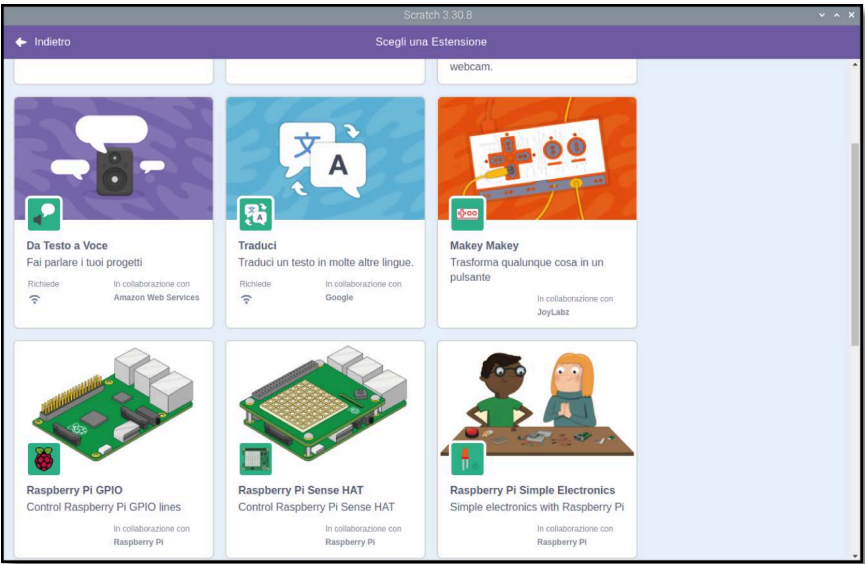 Scratch 3.30.8
Indietro
Scegli una Estensione
webcam.
文
A
Da Testo a Voce
Fai parlare i tuoi progetti
Richiede
In collaborazione con
Amazon Web Services
Traduci
Traduci un testo in molte altre lingue.
Richiede
In collaborazione con
Google
Makey Makey
Trasforma qualunque cosa in un
pulsante
In collaborazione con
JoyLabz
Raspberry Pi GPIO
Control Raspberry Pi GPIO lines
In collaborazione con
Raspberry Pi
Raspberry Pi Sense HAT
Control Raspberry Pi Sense HAT
In collaborazione con
Raspberry Pi
Raspberry Pi Simple Electronics
Simple electronics with Raspberry Pi
In collaborazione con
Raspberry Pi